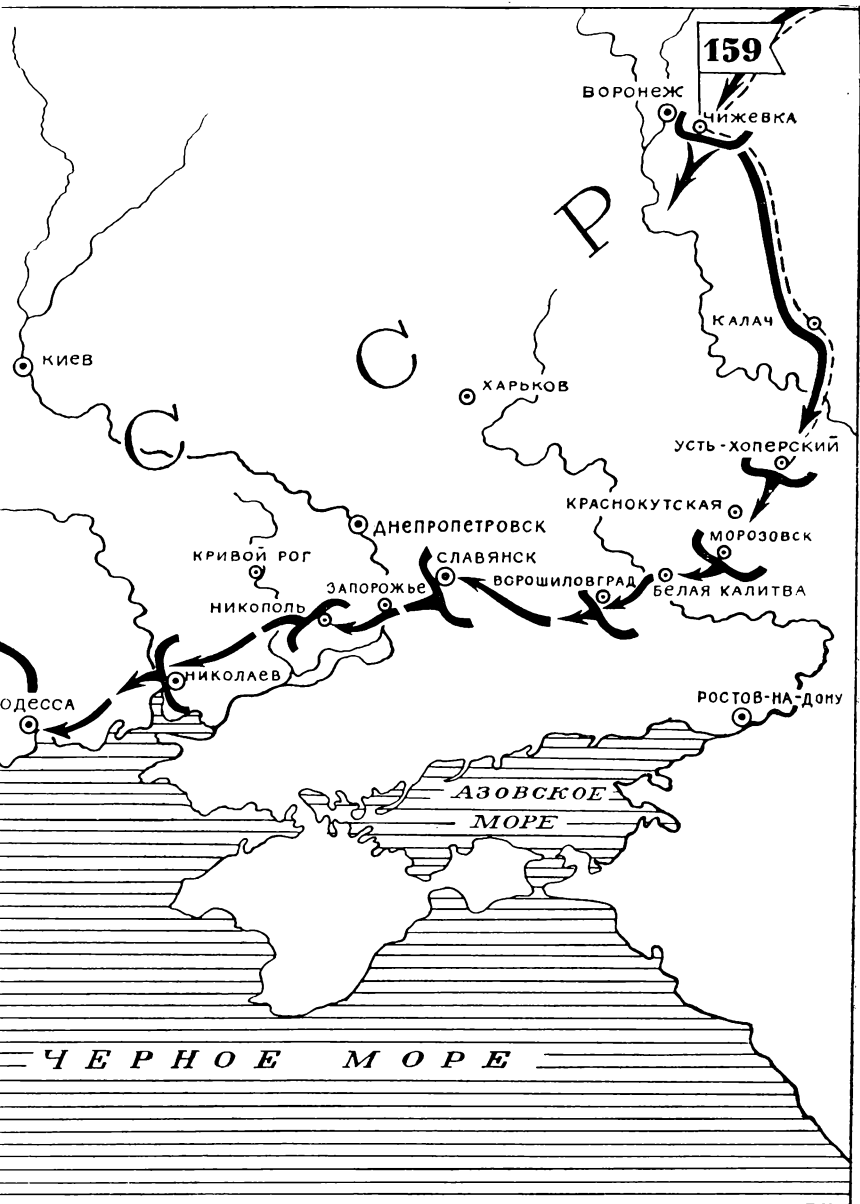 159
ВОРОНЕЖ
ЧИЖЕВКА
Р
КАЛАЧ
КИЕВ
С
ХАРЬКОВ
С
УСТЬ-ХОПЕРСКИЙ
КРАСНОКУТСКАЯ
ДНЕПРОПЕТРОВСК
МОРОЗОВСК
КРИВОЙ РОГ
СЛАВЯНСК
ВОРОШИЛОВГРАД
ЗАПОРОЖЬЕ
БЕЛАЯ КАЛИТВА
НИКОПОЛЬ
НИКОЛАЕВ
ОДЕССА
РОСТОВ-НА-ДОНУ
АЗОВСКОЕ
МОРЕ
ЧЕРНОЕ МОРЕ